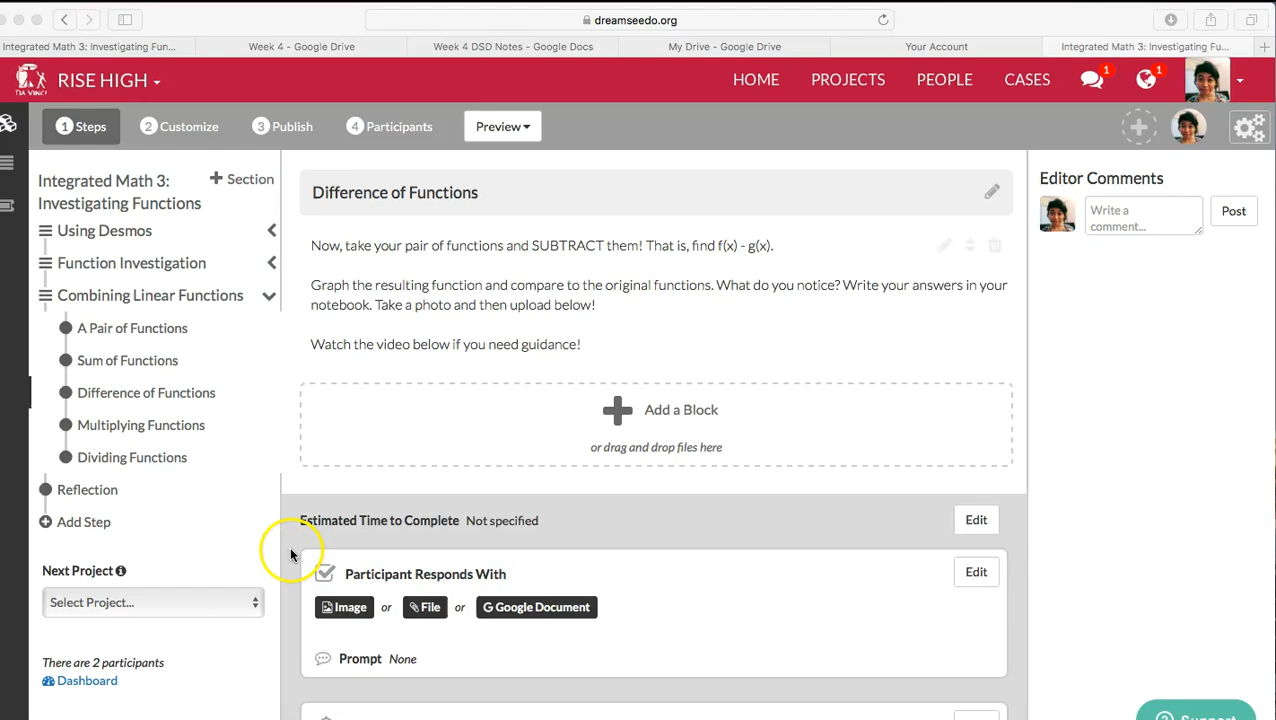 dreamseedo.org
Integrated Math 3: Investigating Fun...
Week 4 - Google Drive
Week 4 DSD Notes - Google Docs
My Drive - Google Drive
Your Account
Integrated Math 3: Investigating Fu...
DA VINCI
RISE HIGH
HOME
PROJECTS
PEOPLE
CASES
1
1
1 Steps
2 Customize
3 Publish
4 Participants
Preview
Integrated Math 3:
Investigating Functions
+ Section
Using Desmos
Function Investigation
Combining Linear Functions
A Pair of Functions
Sum of Functions
Difference of Functions
Multiplying Functions
Dividing Functions
Reflection
Add Step
Next Project
Select Project...
There are 2 participants
Dashboard
Difference of Functions
Now, take your pair of functions and SUBTRACT them! That is, find f(x) - g(x).
Graph the resulting function and compare to the original functions. What do you notice? Write your answers in your
notebook. Take a photo and then upload below!
Watch the video below if you need guidance!
Add a Block
or drag and drop files here
Estimated Time to Complete Not specified
Edit
Participant Responds With
Edit
Image or File or G Google Document
Prompt None
Editor Comments
Write a
comment...
Post
Support